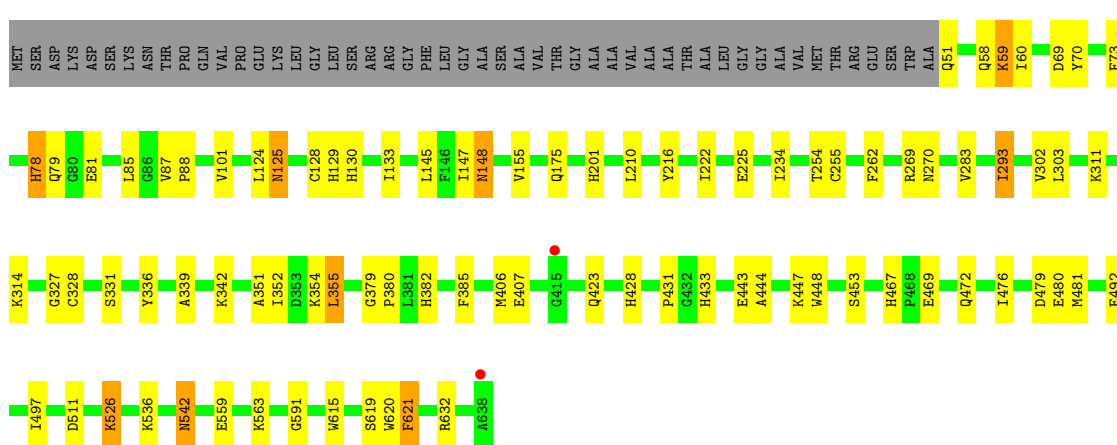 MET SER ASP LYS ASP SER LYS ASN THR PRO GLN VAL PRO GLU LYS LEU GLY LEU SER ARG ARG GLY PHE LEU GLY ALA SER ALA VAL THR GLY ALA ALA VAL ALA ALA THR ALA LEU GLY GLY ALA VAL MET THR ARG GLU SER TRP ALA Q51 Q58 K59 I60 D69 Y70 F73
H78 Q79 G80 E81 L85 G86 V87 P88 V101 L124 N125 C128 H129 H130 I133 L145 F146 I147 N148 V155 Q175 H201 L210 Y216 I222 E225 I234 T254 C255 F262 R269 N270 V283 I293 V302 L303 K311
K314 G327 C328 S331 Y336 A339 K342 A351 I352 D353 K354 L355 G379 P380 L381 H382 F385 M406 E407 G415 Q423 H428 P431 G432 H433 E443 A444 K447 W448 S453 H467 P468 E469 Q472 I476 D479 E480 M481
I497 D511 K526 K536 N542 E559 K563 G591 W615 S619 W620 F621 R632 A638